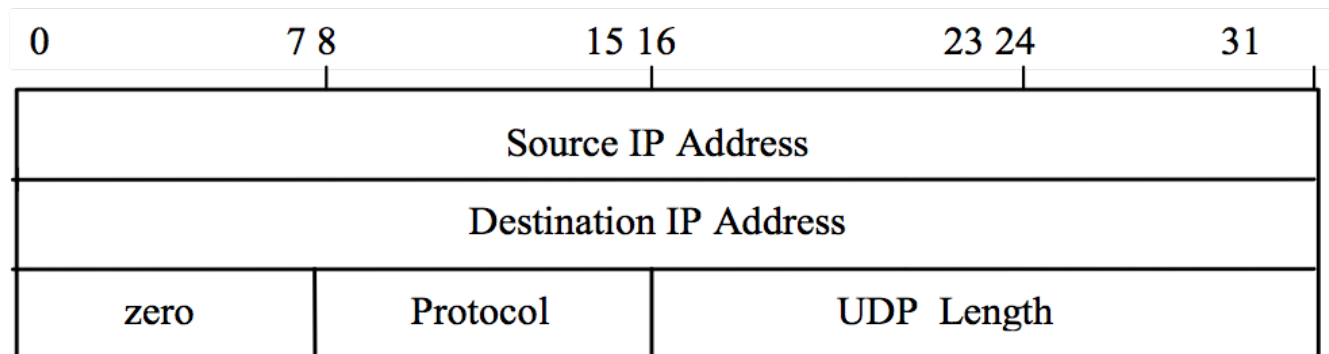 0 7 8 15 16 23 24 31
Source IP Address
Destination IP Address
zero Protocol UDP Length